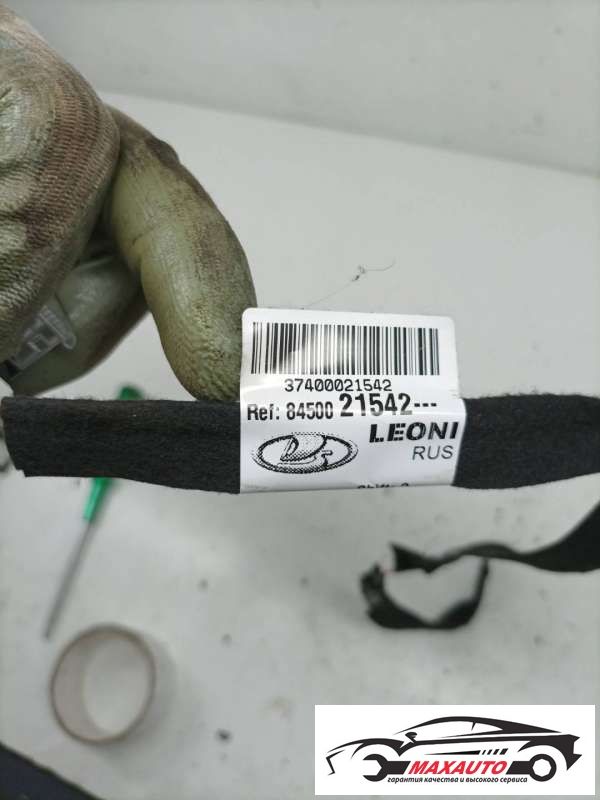 37400021542
Ref: 84500 21542---
LEONI
RUS
MAXAUTO
гарантия качества и высокого сервиса